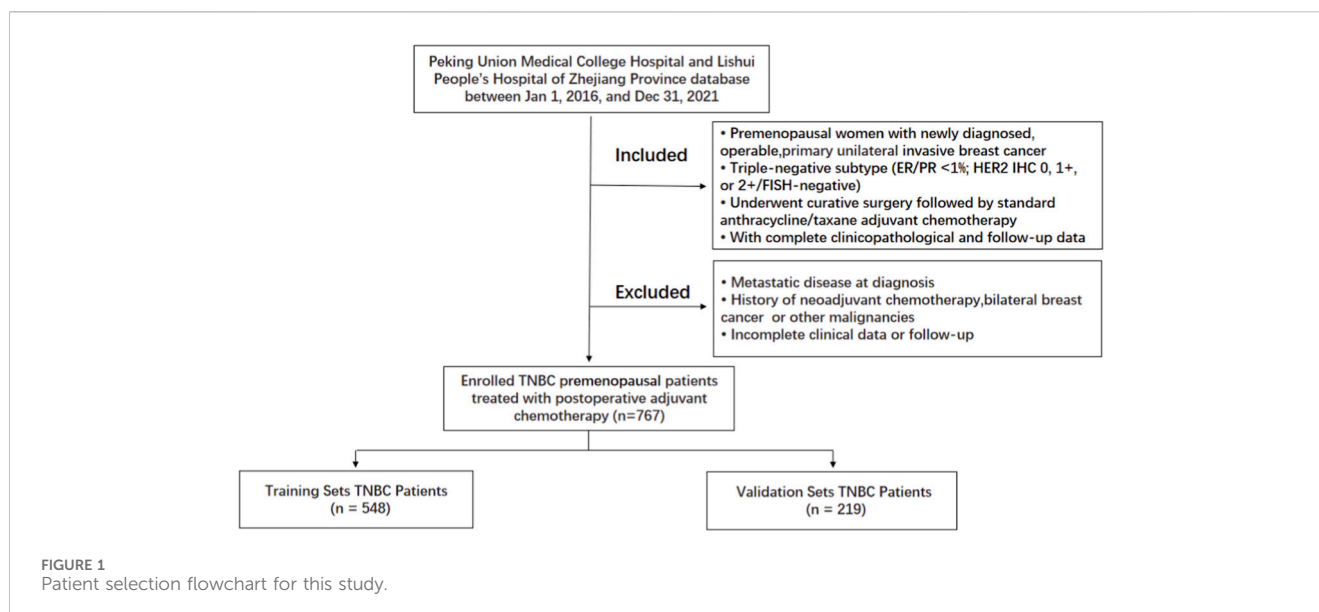 Peking Union Medical College Hospital and Lishui
People's Hospital of Zhejiang Province database
between Jan 1, 2016, and Dec 31, 2021
Included
• Premenopausal women with newly diagnosed,
operable,primary unilateral invasive breast cancer
• Triple-negative subtype (ER/PR <1%; HER2 IHC 0, 1+,
or 2+/FISH-negative)
• Underwent curative surgery followed by standard
anthracycline/taxane adjuvant chemotherapy
• With complete clinicopathological and follow-up data
Excluded
• Metastatic disease at diagnosis
• History of neoadjuvant chemotherapy,bilateral breast
cancer or other malignancies
• Incomplete clinical data or follow-up
Enrolled TNBC premenopausal patients
treated with postoperative adjuvant
chemotherapy (n=767)
Training Sets TNBC Patients
(n = 548)
Validation Sets TNBC Patients
(n = 219)
FIGURE 1
Patient selection flowchart for this study.